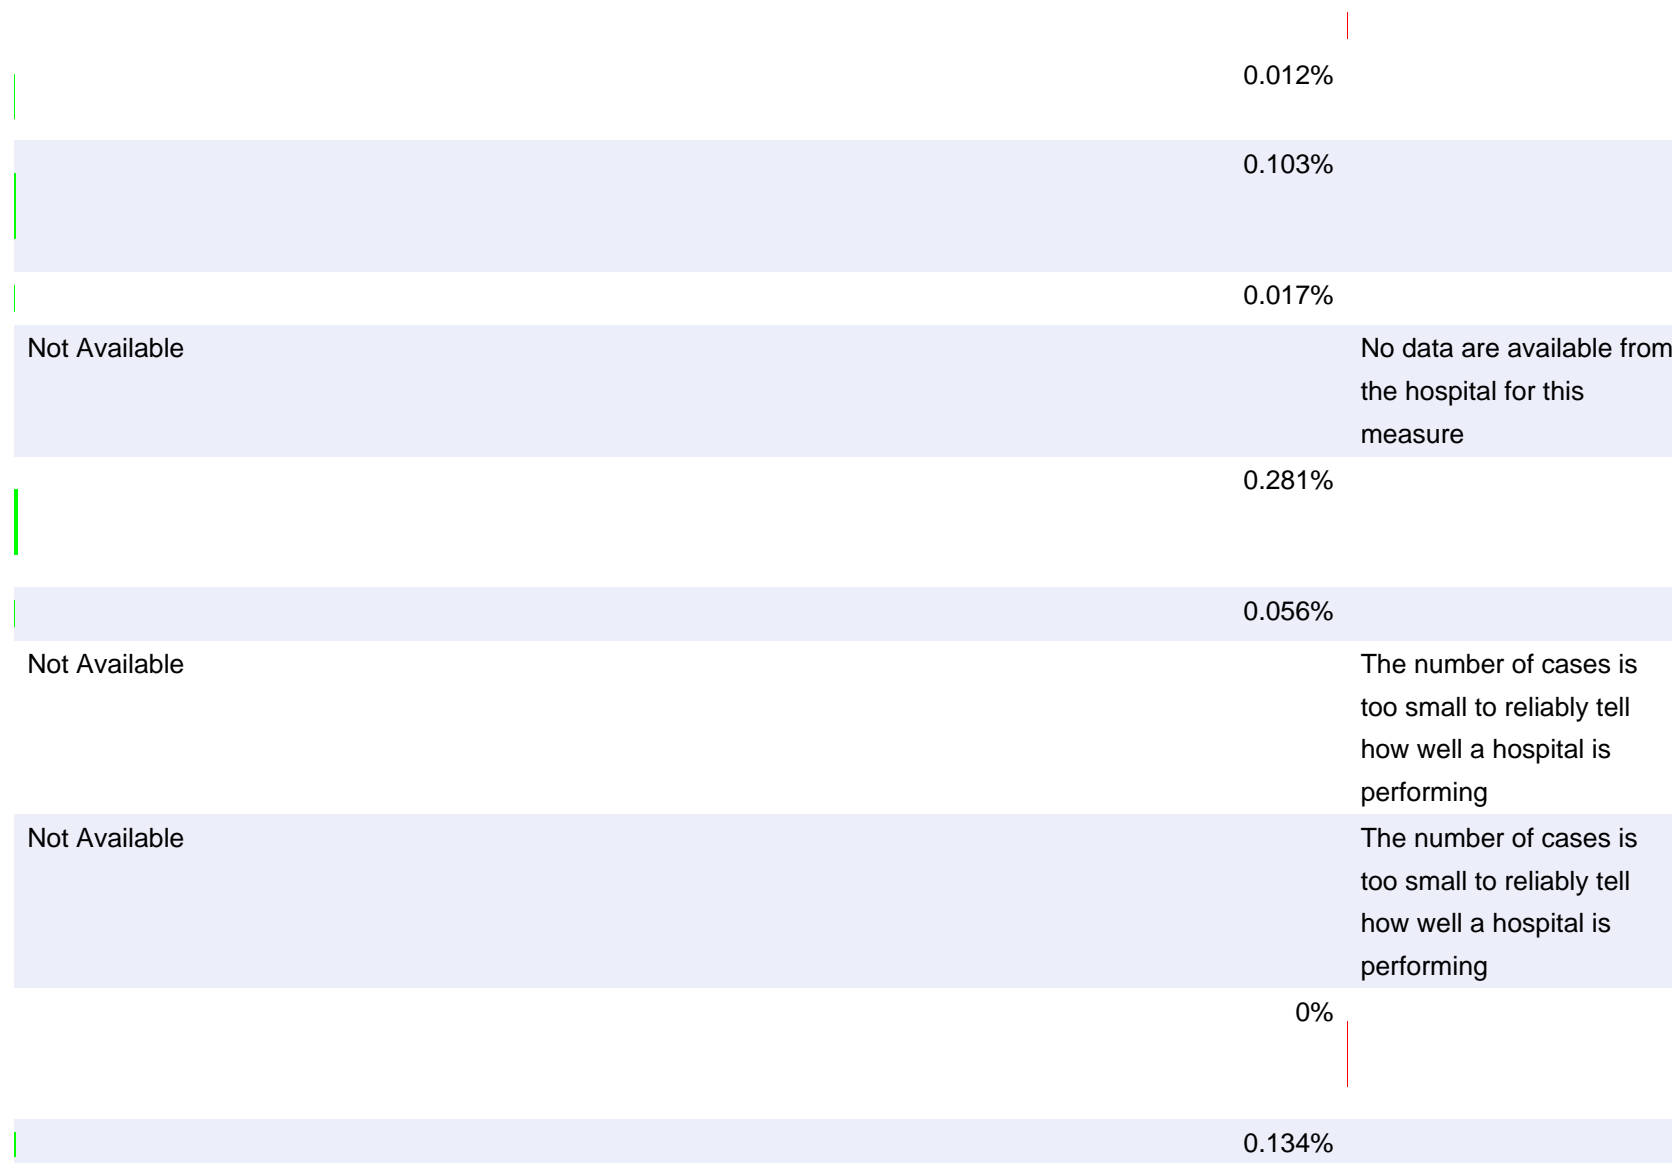 0.012%
0.103%
0.017%
Not Available
No data are available from
the hospital for this
measure
0.281%
0.056%
Not Available
The number of cases is
too small to reliably tell
how well a hospital is
performing
Not Available
The number of cases is
too small to reliably tell
how well a hospital is
performing
0%
0.134%